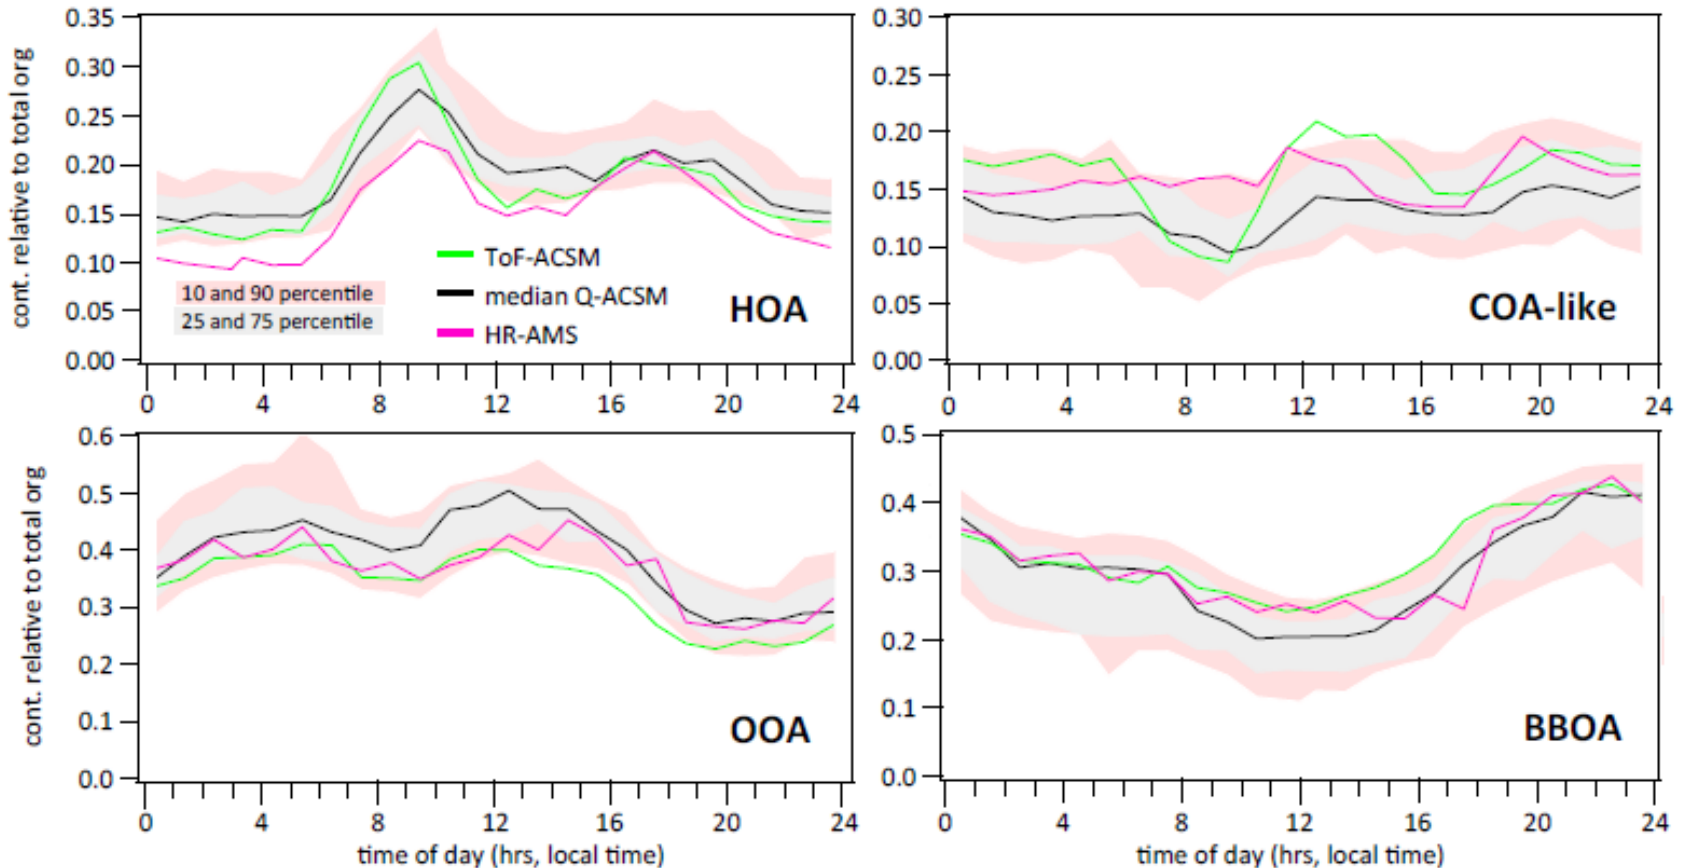 cont. relative to total org
0.35
0.30
0.25
0.20
0.15
0.10
0.05
0.00
ToF-ACSM
median Q-ACSM
HR-AMS
10 and 90 percentile
25 and 75 percentile
HOA
0 4 8 12 16 20 24
0.30
0.25
0.20
0.15
0.10
0.05
0.00
COA-like
0 4 8 12 16 20 24
cont. relative to total org
0.6
0.5
0.4
0.3
0.2
0.1
0.0
OOA
0 4 8 12 16 20 24
time of day (hrs, local time)
0.5
0.4
0.3
0.2
0.1
0.0
BBOA
0 4 8 12 16 20 24
time of day (hrs, local time)